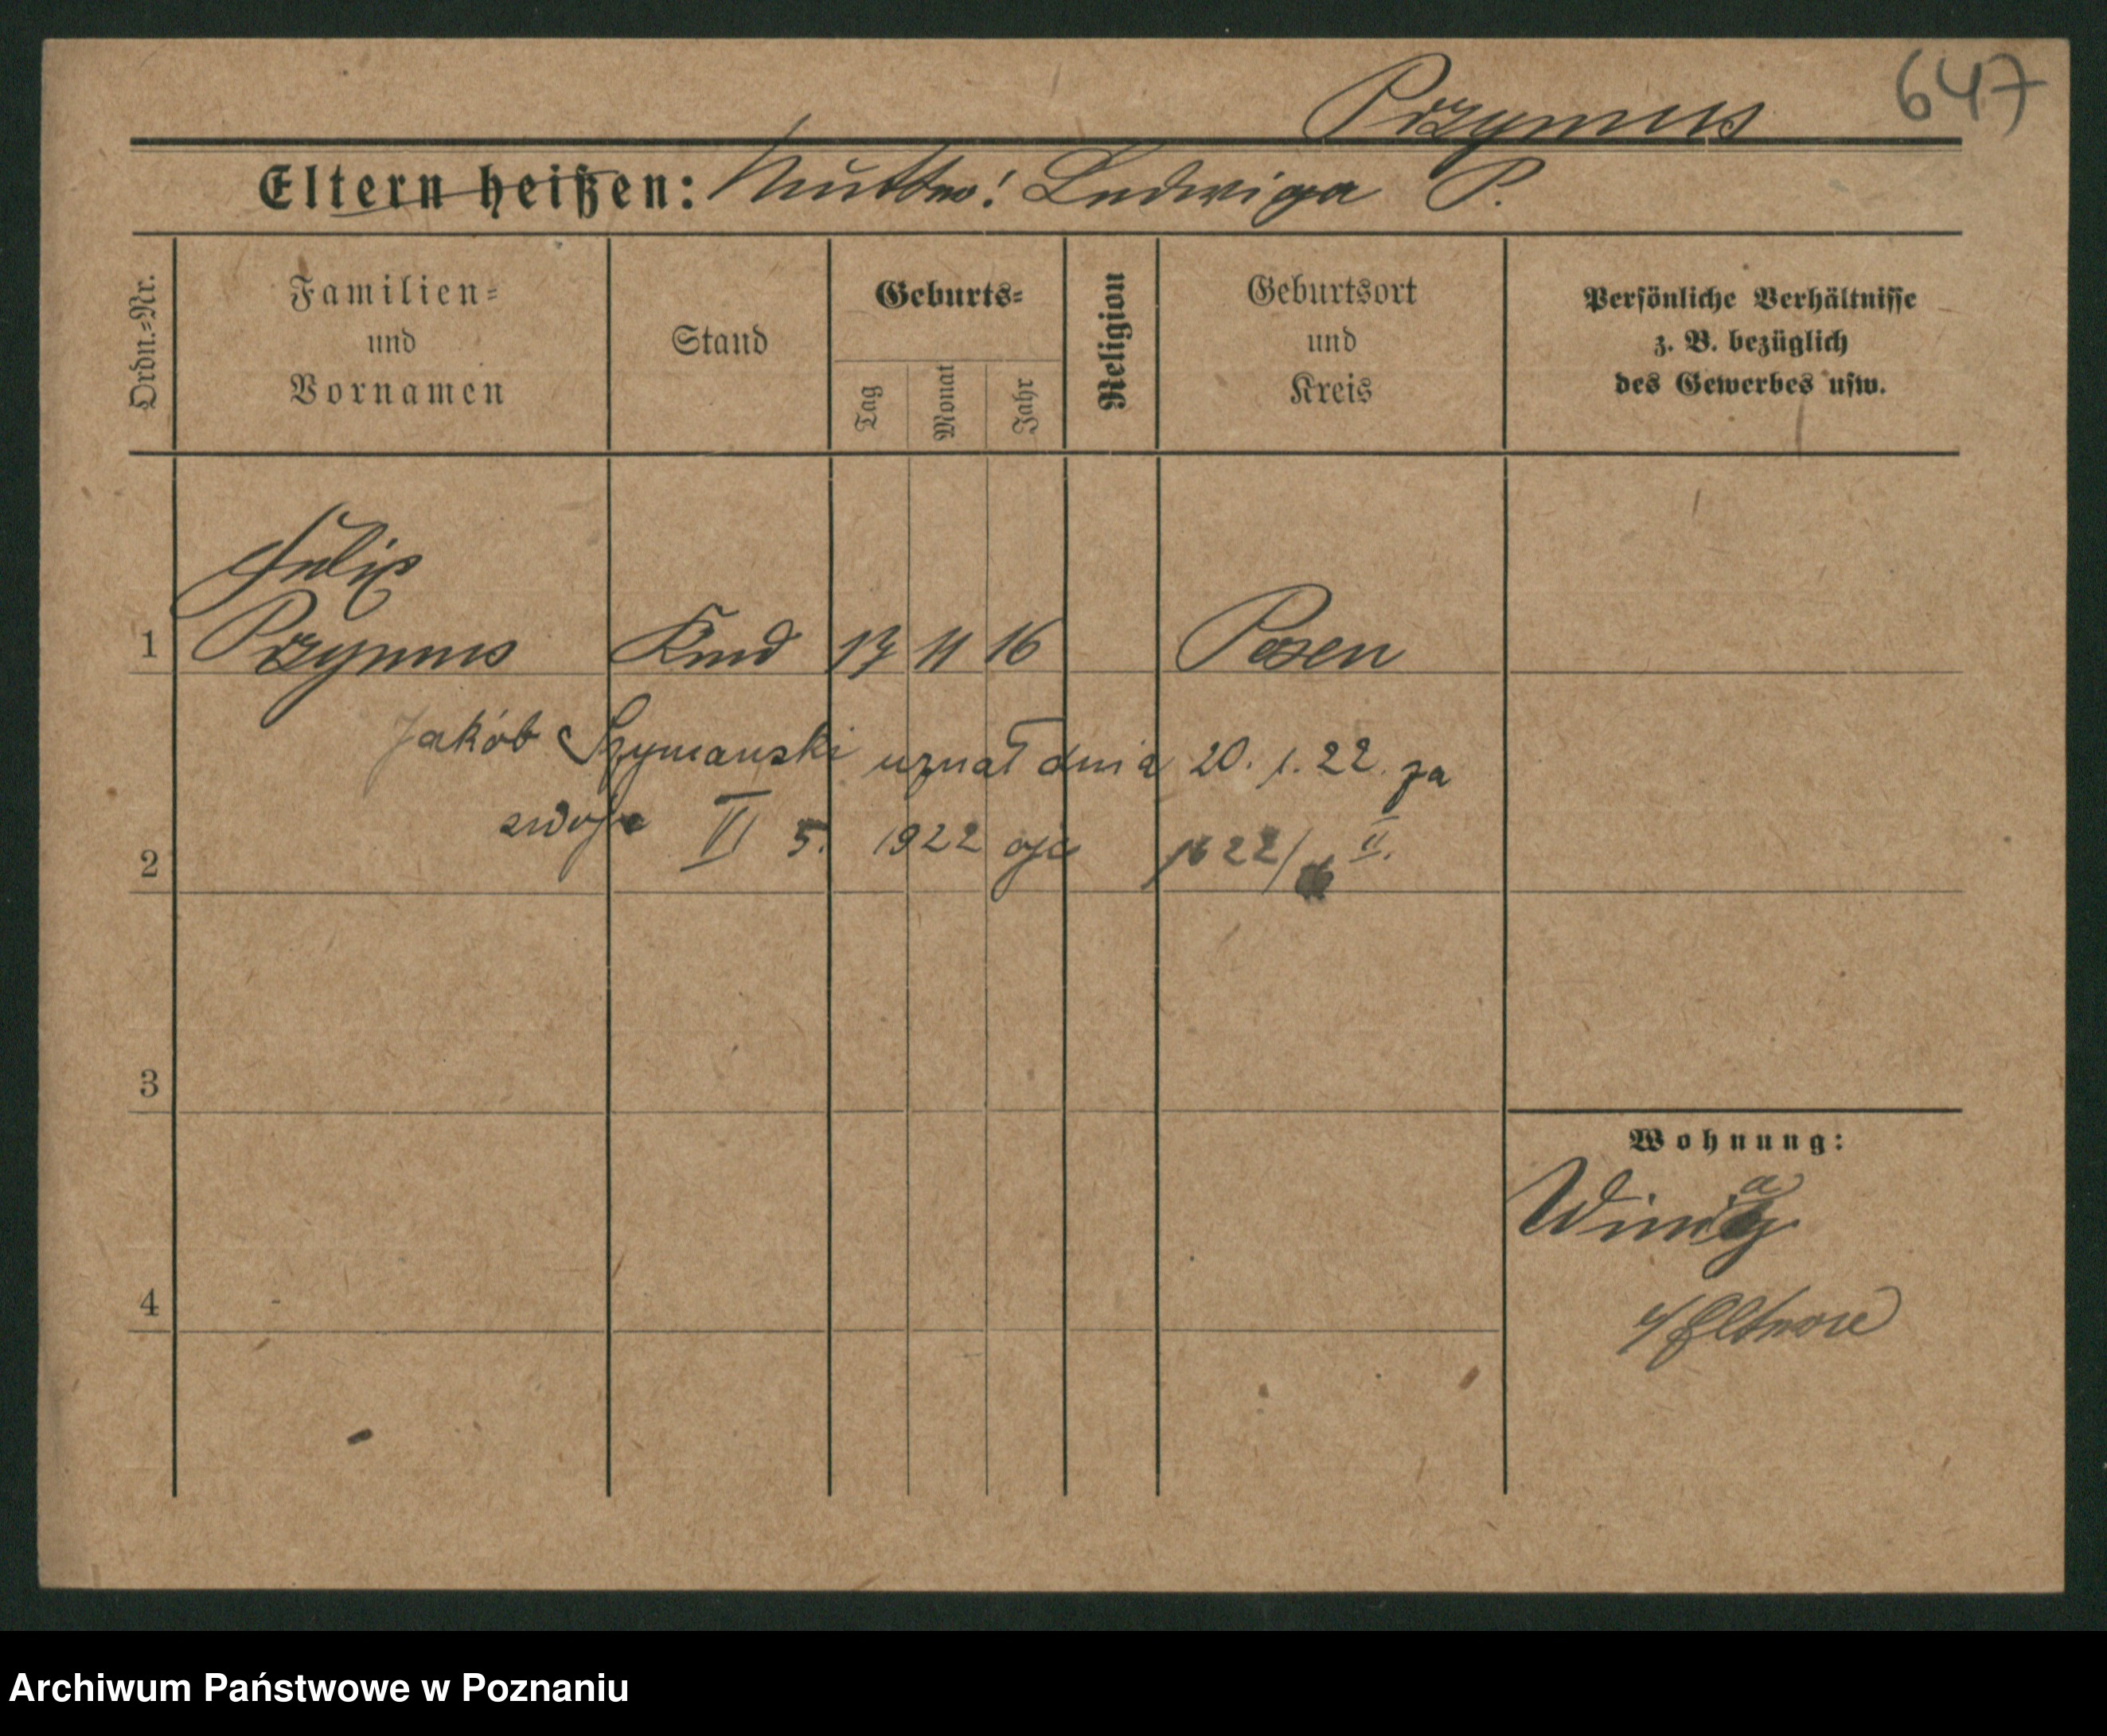 647
Przymus
Eltern heißen: Mutter: Ludwiga P.
Ordn.-Nr.
Familien-
und
Vornamen
Stand
Geburts-
Tag
Monat
Jahr
Religion
Geburtsort
und
Kreis
Persönliche Verhältnisse
z. B. bezüglich
des Gewerbes usw.
Felix
1 Przymus Kind 17 11 16 Posen
Jakób Szymanski uznał dnia 20. 1. 22. za
swoje VI 5. 1922
2
3
4
Wohnung:
Archiwum Państwowe w Poznaniu